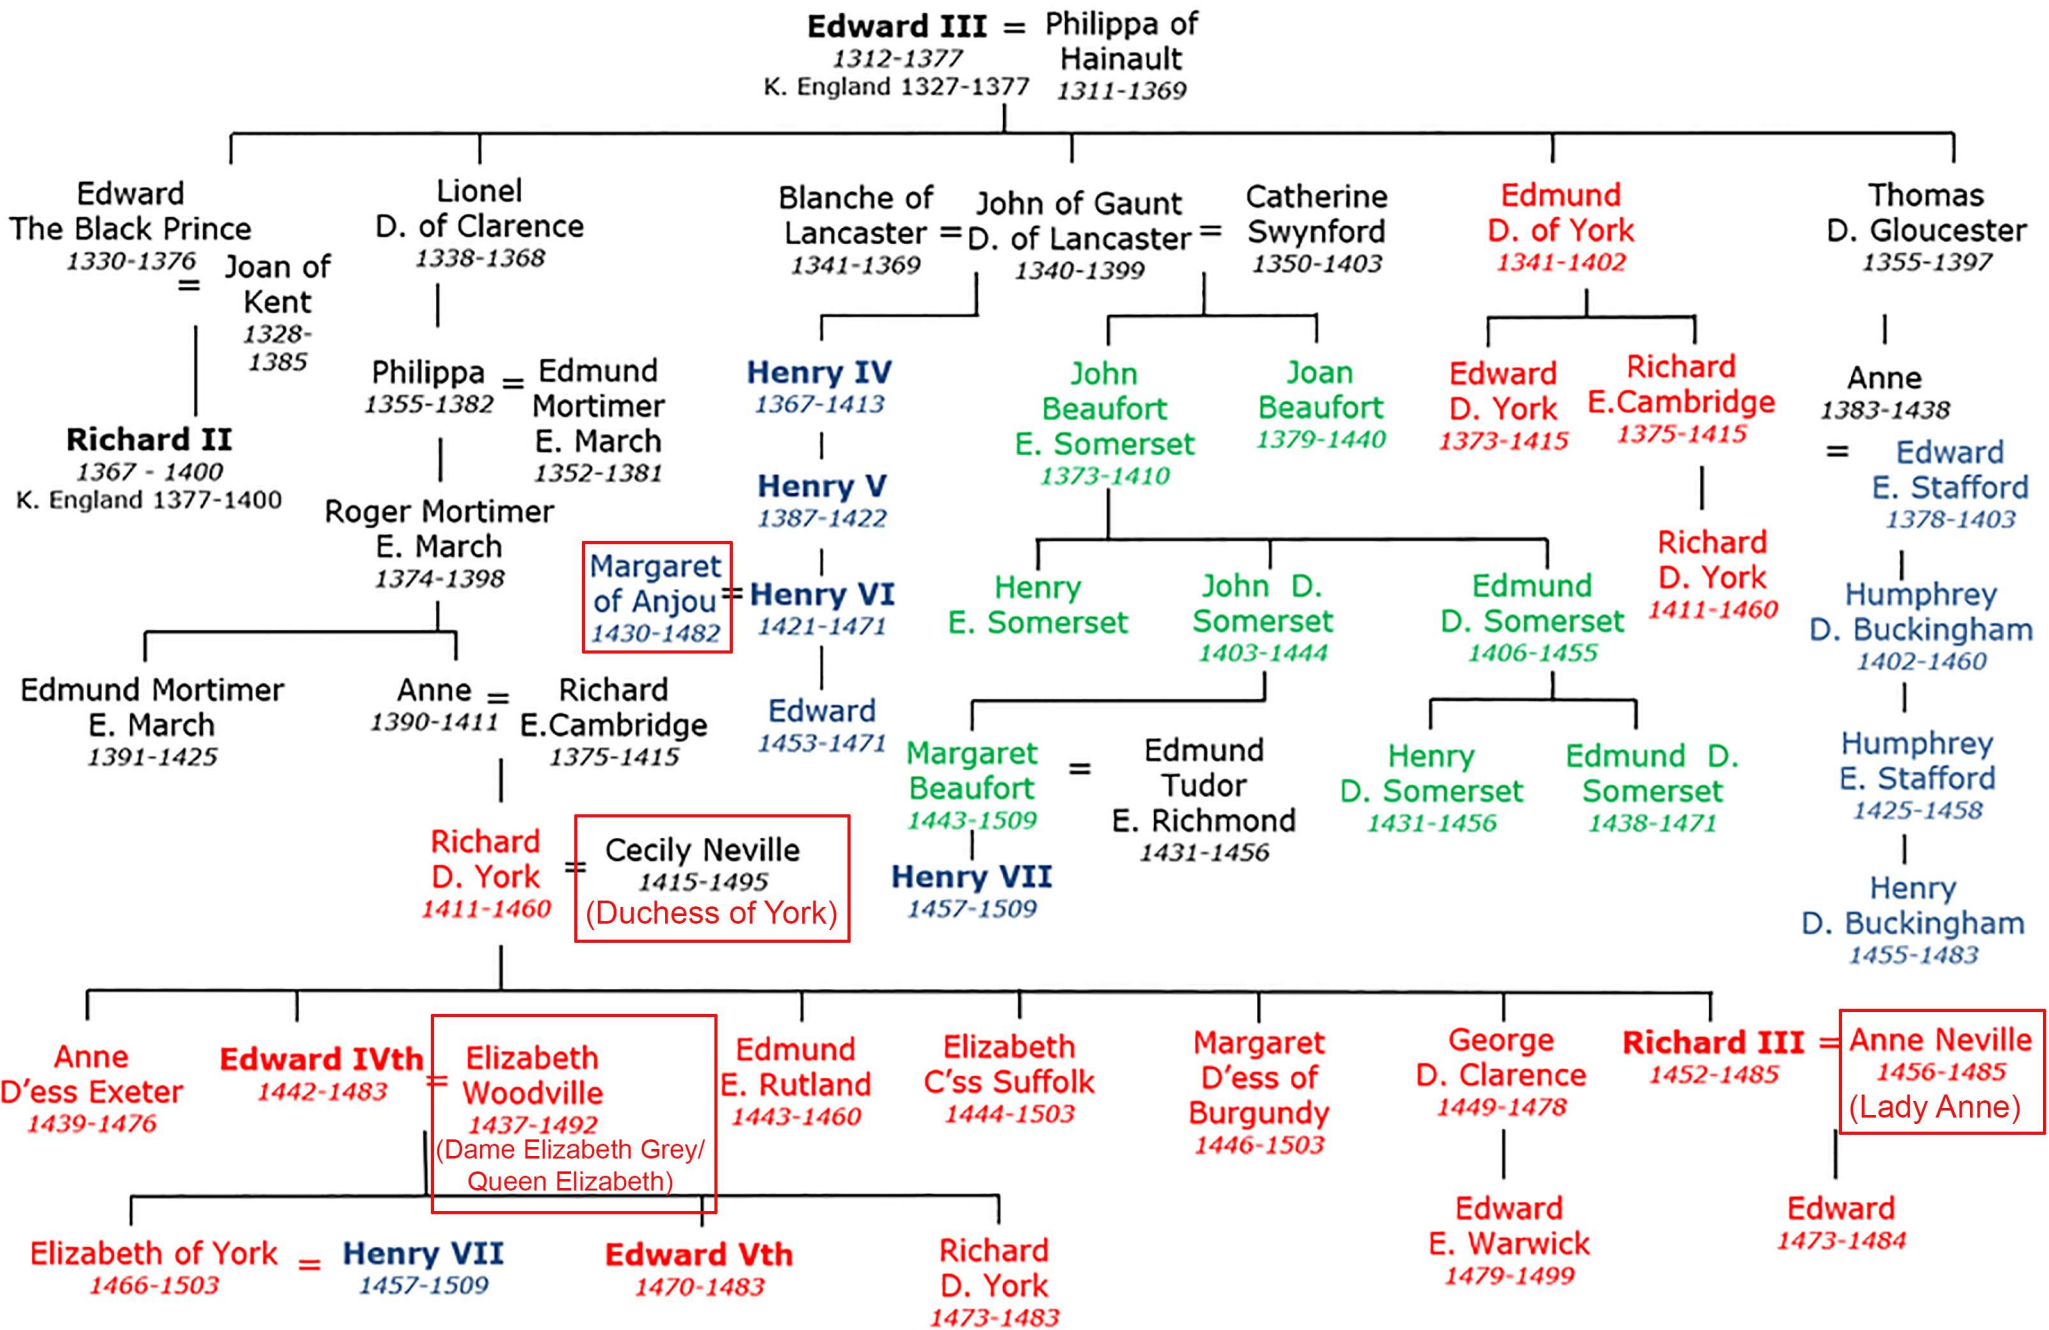 Edward III = Philippa of
Hainault
1312-1377
K. England 1327-1377
1311-1369
Edward
The Black Prince
1330-1376
=
Joan of
Kent
1328-
1385
Lionel
D. of Clarence
1338-1368
Blanche of
Lancaster
1341-1369
=
John of Gaunt
D. of Lancaster
1340-1399
=
Catherine
Swynford
1350-1403
Edmund
D. of York
1341-1402
Thomas
D. Gloucester
1355-1397
Richard II
1367 - 1400
K. England 1377-1400
Philippa
1355-1382
=
Edmund
Mortimer
E. March
1352-1381
Henry IV
1367-1413
John
Beaufort
E. Somerset
1373-1410
Joan
Beaufort
1379-1440
Edward
D. York
1373-1415
Richard
E.Cambridge
1375-1415
Anne
1383-1438
=
Edward
E. Stafford
1378-1403
Roger Mortimer
E. March
1374-1398
Henry V
1387-1422
Margaret
of Anjou
1430-1482
=
Henry VI
1421-1471
Henry
E. Somerset
John D.
Somerset
1403-1444
Edmund
D. Somerset
1406-1455
Richard
D. York
1411-1460
Humphrey
D. Buckingham
1402-1460
Edmund Mortimer
E. March
1391-1425
Anne
1390-1411
=
Richard
E.Cambridge
1375-1415
Edward
1453-1471
Margaret
Beaufort
1443-1509
=
Edmund
Tudor
E. Richmond
1431-1456
Henry
D. Somerset
1431-1456
Edmund D.
Somerset
1438-1471
Humphrey
E. Stafford
1425-1458
Richard
D. York
1411-1460
=
Cecily Neville
1415-1495
(Duchess of York)
Henry VII
1457-1509
Henry
D. Buckingham
1455-1483
Anne
D'ess Exeter
1439-1476
Edward IVth
1442-1483
=
Elizabeth
Woodville
1437-1492
(Dame Elizabeth Grey/
Queen Elizabeth)
Edmund
E. Rutland
1443-1460
Elizabeth
C'ss Suffolk
1444-1503
Margaret
D'ess of
Burgundy
1446-1503
George
D. Clarence
1449-1478
Richard III
1452-1485
=
Anne Neville
1456-1485
(Lady Anne)
Elizabeth of York
1466-1503
=
Henry VII
1457-1509
Edward Vth
1470-1483
Richard
D. York
1473-1483
Edward
E. Warwick
1479-1499
Edward
1473-1484